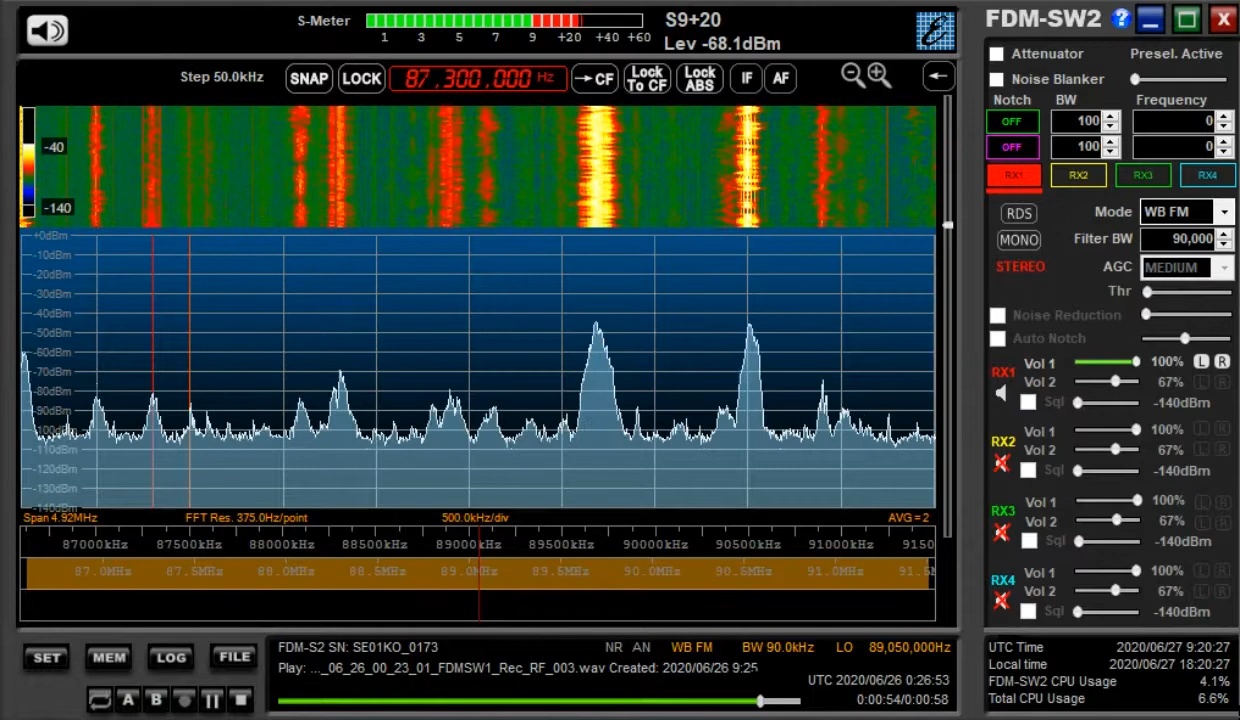 S-Meter
1 3 5 7 9 +20 +40 +60
S9+20
Lev -68.1dBm
FDM-SW2
?
X
Step 50.0kHz
SNAP
LOCK
87.300.000 Hz
→CF
Lock To CF
Lock ABS
IF
AF
-40
-140
+0dBm
-10dBm
-20dBm
-30dBm
-40dBm
-50dBm
-60dBm
-70dBm
-80dBm
-90dBm
-100dBm
-110dBm
-120dBm
-130dBm
-140dBm
Span 4.92MHz FFT Res. 375.0Hz/point 500.0kHz/div AVG=2
87000kHz 87500kHz 88000kHz 88500kHz 89000kHz 89500kHz 90000kHz 90500kHz 91000kHz 9150
87.0MHz 87.5MHz 88.0MHz 88.5MHz 89.0MHz 89.5MHz 90.0MHz 90.5MHz 91.0MHz 91.5
SET MEM LOG FILE
A B
FDM-S2 SN: SE01KO_0173 NR AN WB FM BW 90.0kHz LO 89,050,000Hz
Play: ..._06_26_00_23_01_FDMSW1_Rec_RF_003.wav Created: 2020/06/26 9:25
UTC 2020/06/26 0:26:53
0:00:54/0:00:58
Attenuator Presel. Active
Noise Blanker
Notch BW Frequency
OFF 100 0
OFF 100 0
RX1 RX2 RX3 RX4
RDS Mode WB FM
MONO Filter BW 90,000
STEREO AGC MEDIUM
Thr
Noise Reduction
Auto Notch
RX1
Vol 1 100% L R
Vol 2 67% L R
Sql -140dBm
RX2
Vol 1 100% L R
Vol 2 67% L R
Sql -140dBm
RX3
Vol 1 100% L R
Vol 2 67% L R
Sql -140dBm
RX4
Vol 1 100% L R
Vol 2 67% L R
Sql -140dBm
UTC Time 2020/06/27 9:20:27
Local time 2020/06/27 18:20:27
FDM-SW2 CPU Usage 4.1%
Total CPU Usage 6.6%